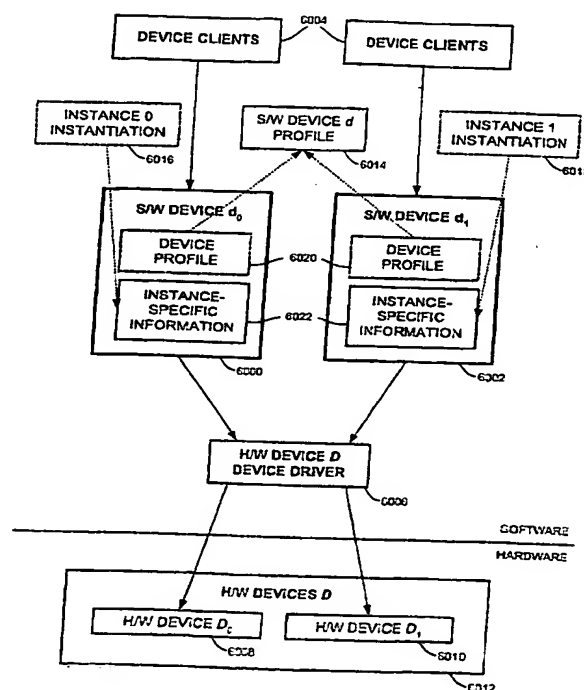 DEVICE CLIENTS
6004
DEVICE CLIENTS
INSTANCE 0
INSTANTIATION
6016
S/W DEVICE d
PROFILE
6014
INSTANCE 1
INSTANTIATION
S/W DEVICE d0
DEVICE
PROFILE
INSTANCE-
SPECIFIC
INFORMATION
6000
6020
6022
S/W DEVICE d1
DEVICE
PROFILE
INSTANCE-
SPECIFIC
INFORMATION
6002
H/W DEVICE D
DEVICE DRIVER
SOFTWARE
HARDWARE
H/W DEVICES D
H/W DEVICE D0
H/W DEVICE D1
6010
6012